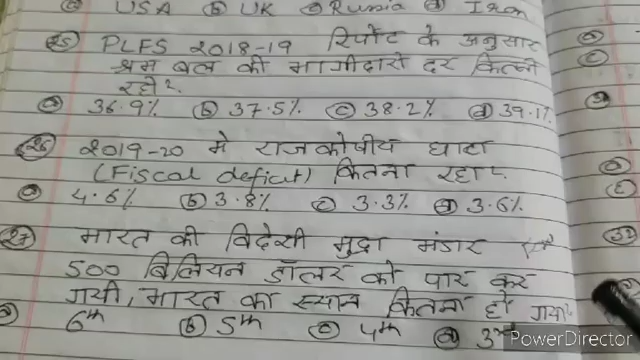 USA (b) UK (c) Russia (d) Iran
(25) PLFS 2018-19 रिपोर्ट के अनुसार
श्रम बल की भागीदारी दर कितनी
रही?
(a) 36.9% (b) 37.5% (c) 38.2% (d) 39.1%
(26) 2019-20 मे राजकोषीय घाटा
(Fiscal deficit) कितना रहा?
(a) 4.6% (b) 3.8% (c) 3.3% (d) 3.6%
(27) भारत की विदेशी मुद्रा भंडार
500 बिलियन डॉलर को पार कर
गयी, भारत का स्थान कितना हो गया?
(a) 6th (b) 5th (c) 4th (d)
PowerDirector